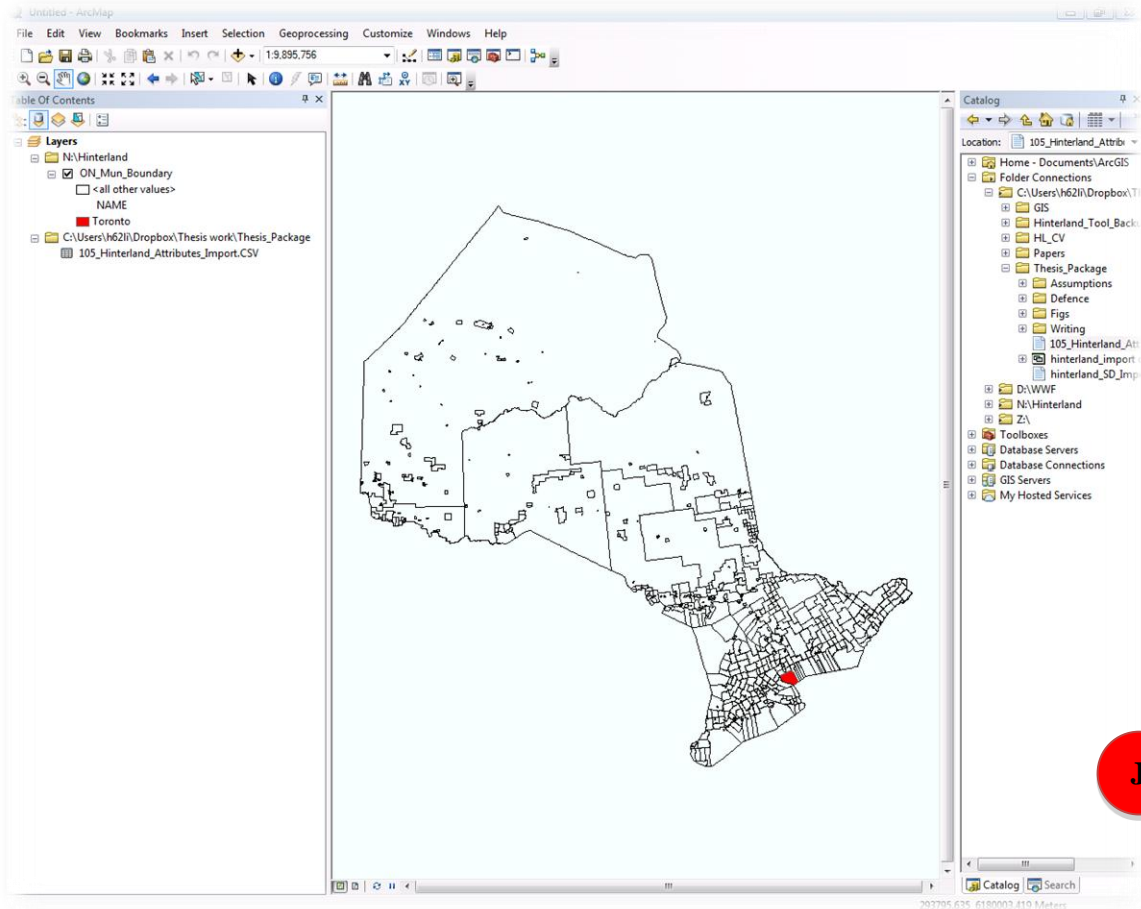 Untitled - ArcMap
File Edit View Bookmarks Insert Selection Geoprocessing Customize Windows Help
1:9,895,756
Table Of Contents
Layers
N:\Hinterland
ON_Mun_Boundary
<all other values>
NAME
Toronto
C:\Users\h62li\Dropbox\Thesis work\Thesis_Package
105_Hinterland_Attributes_Import.CSV
Catalog
Location: 105_Hinterland_Attrib
Home - Documents\ArcGIS
Folder Connections
C:\Users\h62li\Dropbox\T
GIS
Hinterland_Tool_Back
HL_CV
Papers
Thesis_Package
Assumptions
Defence
Figs
Writing
105_Hinterland_Att
hinterland_import
hinterland_SD_Imp
D:\WWF
N:\Hinterland
Z:\
Toolboxes
Database Servers
Database Connections
GIS Servers
My Hosted Services
J
Catalog Search
293795.635 6180003.419 Meters